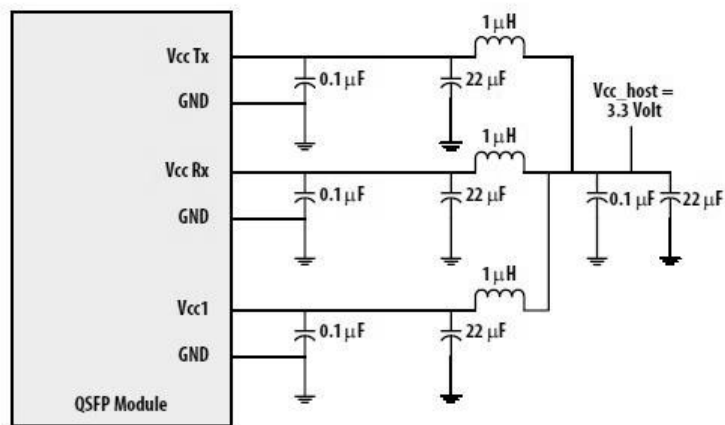 1 μH
Vcc Tx
0.1 μF
22 μF
GND
Vcc_host =
3.3 Volt
1 μH
Vcc Rx
0.1 μF
22 μF
0.1 μF
22 μF
GND
1 μH
Vcc1
0.1 μF
22 μF
GND
QSFP Module